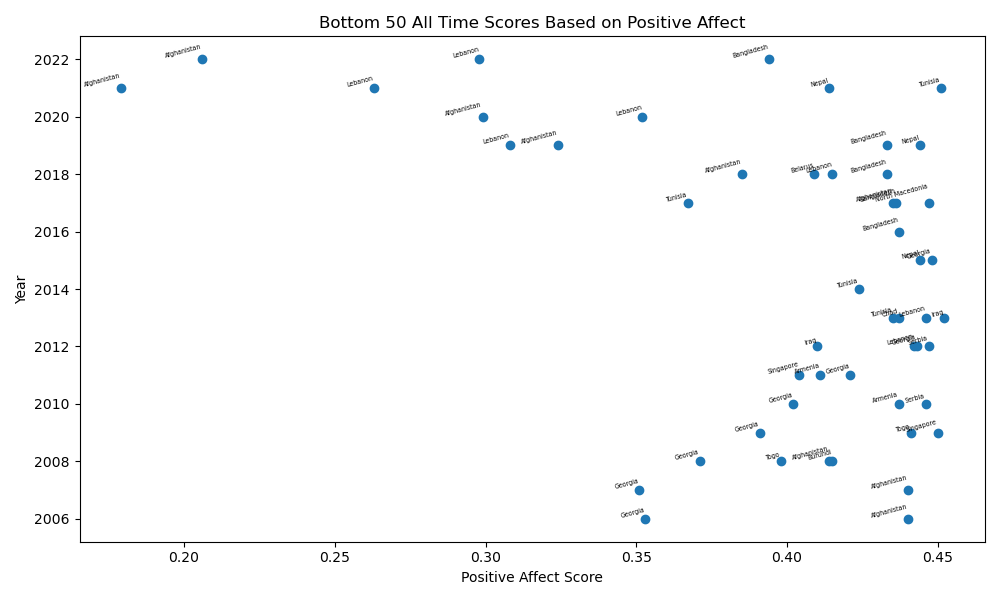 Bottom 50 All Time Scores Based on Positive Affect
2022
Afghanistan
Lebanon
Bangladesh
Afghanistan
Lebanon
Nepal
Tunisia
2020
Afghanistan
Lebanon
Lebanon
Afghanistan
Bangladesh
Nepal
2018
Afghanistan
Belarus
Lebanon
Bangladesh
Tunisia
North Macedonia
2016
Bangladesh
Nepal
Georgia
2014
Tunisia
Tunisia
Lebanon
Iraq
2012
Iraq
Lebanon
Georgia
Serbia
Singapore
Armenia
Georgia
2010
Georgia
Armenia
Serbia
Georgia
Togo
Singapore
2008
Georgia
Togo
Afghanistan
Burundi
Georgia
Afghanistan
2006
Georgia
Afghanistan
Year
0.20
0.25
0.30
0.35
0.40
0.45
Positive Affect Score